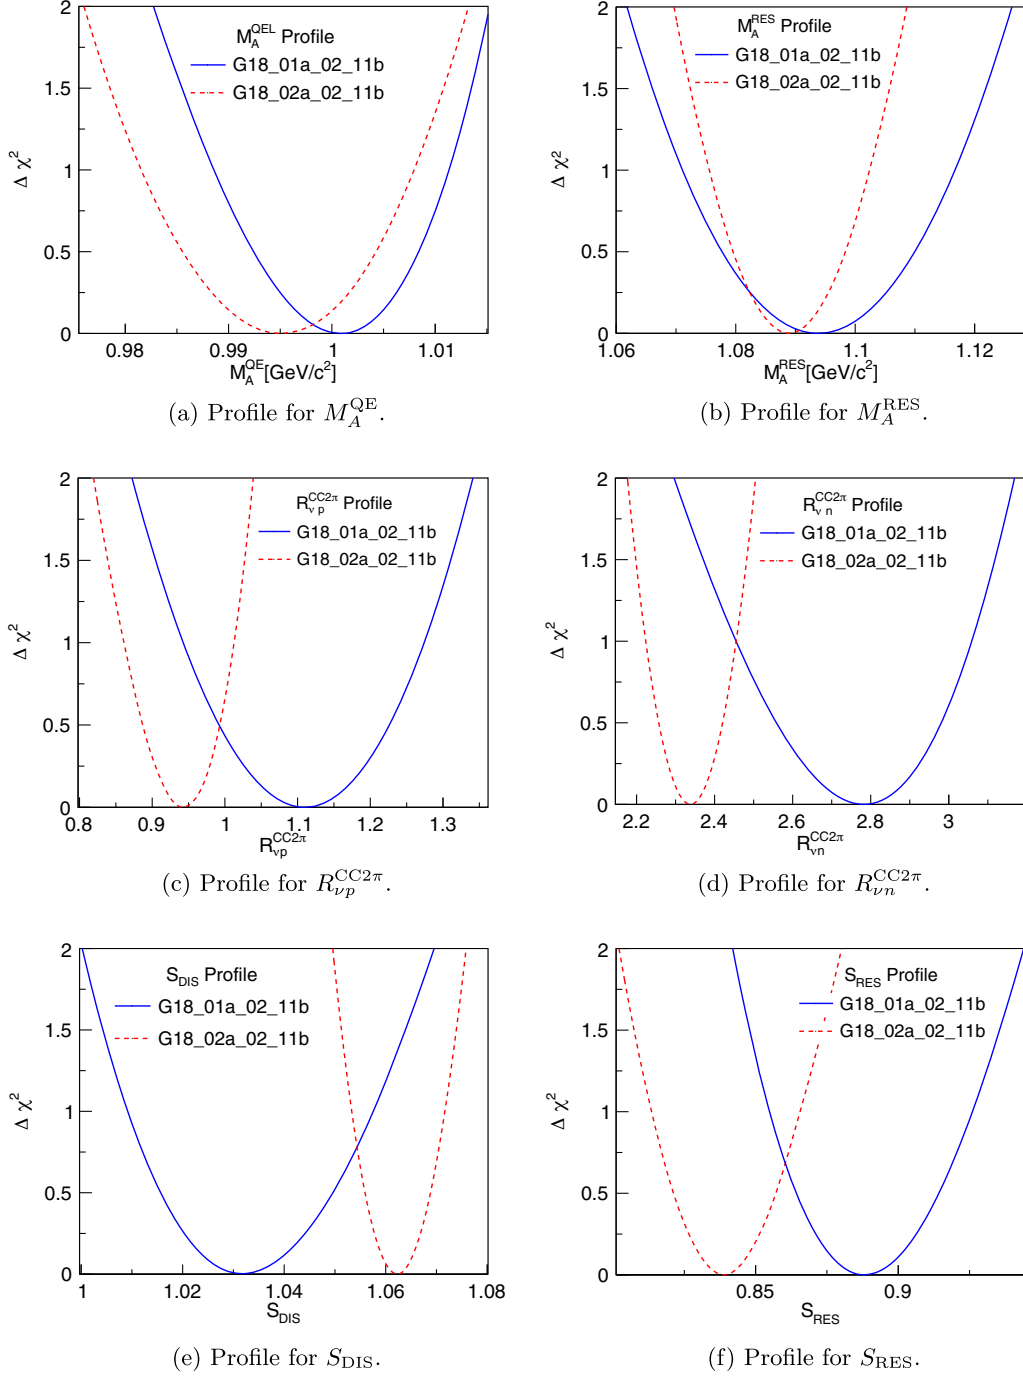 M_A^QEL Profile
G18_01a_02_11b
G18_02a_02_11b
Δ χ²
2
1.5
1
0.5
0
0.98 0.99 1 1.01
M_A^QE[GeV/c²]
(a) Profile for M_A^QE.
M_A^RES Profile
G18_01a_02_11b
G18_02a_02_11b
Δ χ²
2
1.5
1
0.5
0
1.06 1.08 1.1 1.12
M_A^RES[GeV/c²]
(b) Profile for M_A^RES.
R_ν p^CC2π Profile
G18_01a_02_11b
G18_02a_02_11b
Δ χ²
2
1.5
1
0.5
0
0.8 0.9 1 1.1 1.2 1.3
R_νp^CC2π
(c) Profile for R_νp^CC2π.
R_ν n^CC2π Profile
G18_01a_02_11b
G18_02a_02_11b
Δ χ²
2
1.5
1
0.5
0
2.2 2.4 2.6 2.8 3
R_νn^CC2π
(d) Profile for R_νn^CC2π.
S_DIS Profile
G18_01a_02_11b
G18_02a_02_11b
Δ χ²
2
1.5
1
0.5
0
1 1.02 1.04 1.06 1.08
S_DIS
(e) Profile for S_DIS.
S_RES Profile
G18_01a_02_11b
G18_02a_02_11b
Δ χ²
2
1.5
1
0.5
0
0.85 0.9
S_RES
(f) Profile for S_RES.